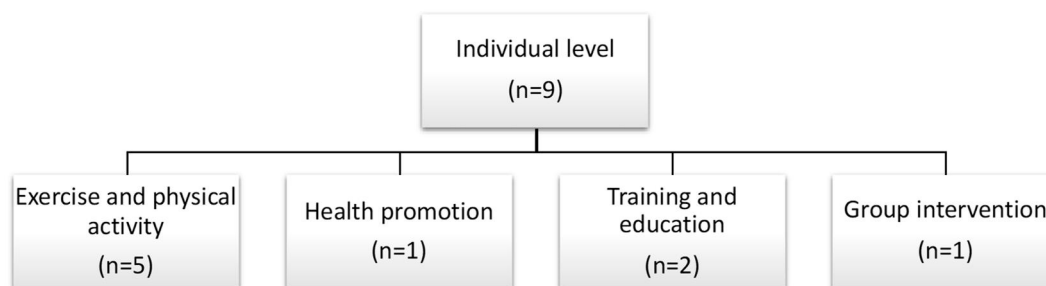 Individual level
(n=9)
Exercise and physical
activity
(n=5)
Health promotion
(n=1)
Training and
education
(n=2)
Group intervention
(n=1)